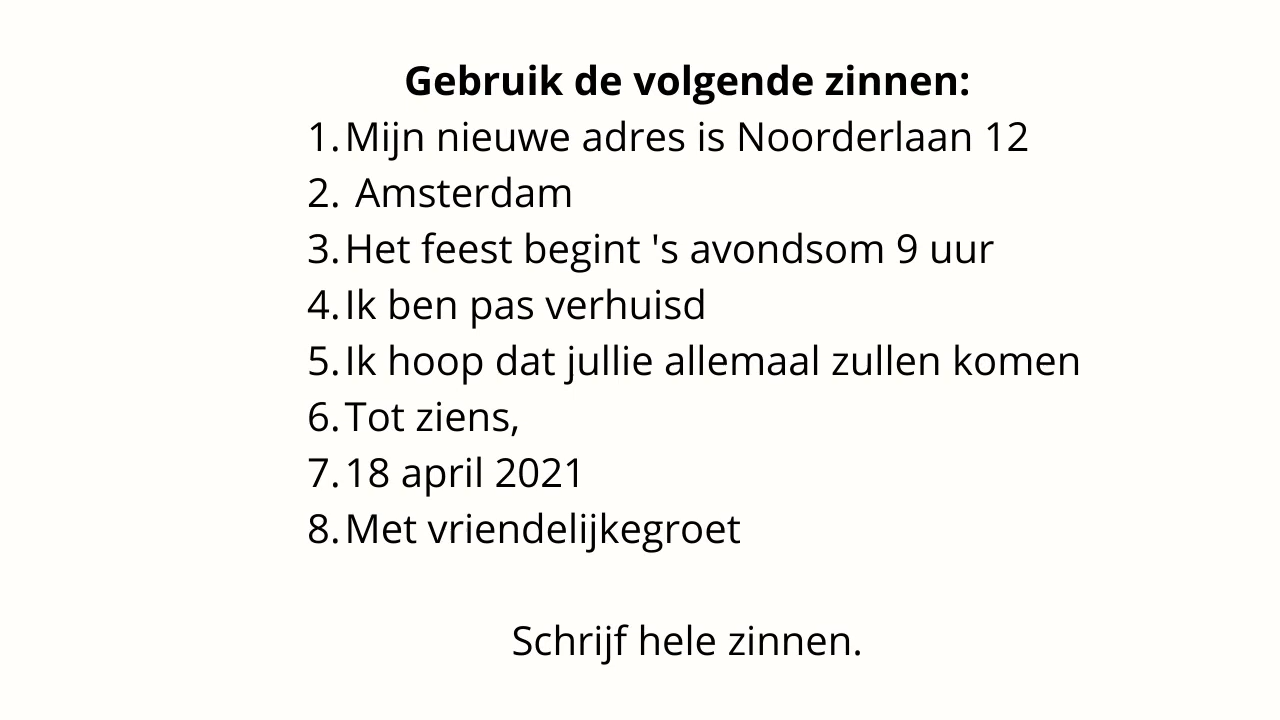 Gebruik de volgende zinnen:
1. Mijn nieuwe adres is Noorderlaan 12
2. Amsterdam
3. Het feest begint 's avondsom 9 uur
4. Ik ben pas verhuisd
5. Ik hoop dat jullie allemaal zullen komen
6. Tot ziens,
7. 18 april 2021
8. Met vriendelijkegroet
Schrijf hele zinnen.